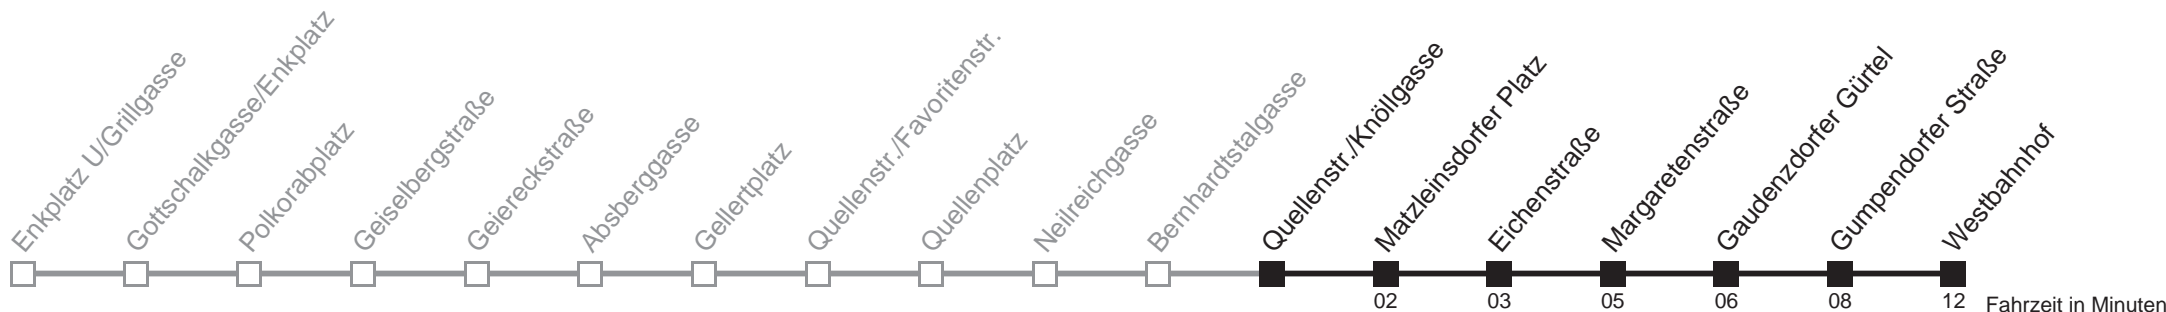 Enkplatz U/Grillgasse
Gottschalkgasse/Enkplatz
Polkorabplatz
Geiselbergstraße
Geiereckstraße
Absberggasse
Gellertplatz
Quellenstr./Favoritenstr.
Quellenplatz
Neilreichgasse
Bernhardtstalgasse
Quellenstr./Knöllgasse
Matzleinsdorfer Platz
Eichenstraße
Margaretenstraße
Gaudenzdorfer Gürtel
Gumpendorfer Straße
Westbahnhof
02 03 05 06 08 12 Fahrzeit in Minuten